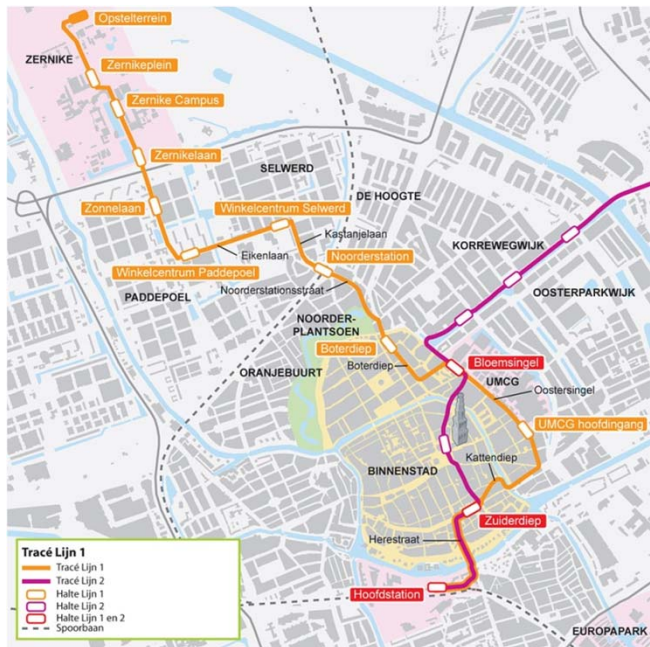 Opstelterrein
ZERNIKE
Zernikeplein
Zernike Campus
Zernikelaan
SELWERD
DE HOOGTE
Zonnelaan
Winkelcentrum Selwerd
Kastanjelaan
KORREWEGWIJK
Eikenlaan
Noorderstation
Winkelcentrum Paddepoel
Noorderstationsstraat
OOSTERPARKWIJK
PADDEPOEL
NOORDER-
PLANTSOEN
Boterdiep
Boterdiep
Bloemsingel
ORANJEBUURT
UMCG
Oostersingel
UMCG hoofdingang
Kattendiep
BINNENSTAD
Zuiderdiep
Herestraat
Hoofdstation
EUROPAPARK
Tracé Lijn 1
Tracé Lijn 1
Tracé Lijn 2
Halte Lijn 1
Halte Lijn 2
Halte Lijn 1 en 2
Spoorbaan